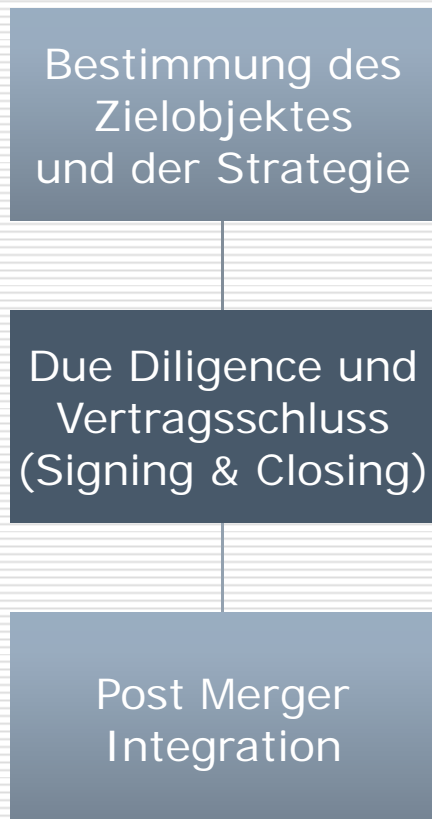 Bestimmung des
Zielobjektes
und der Strategie
Due Diligence und
Vertragsschluss
(Signing & Closing)
Post Merger
Integration